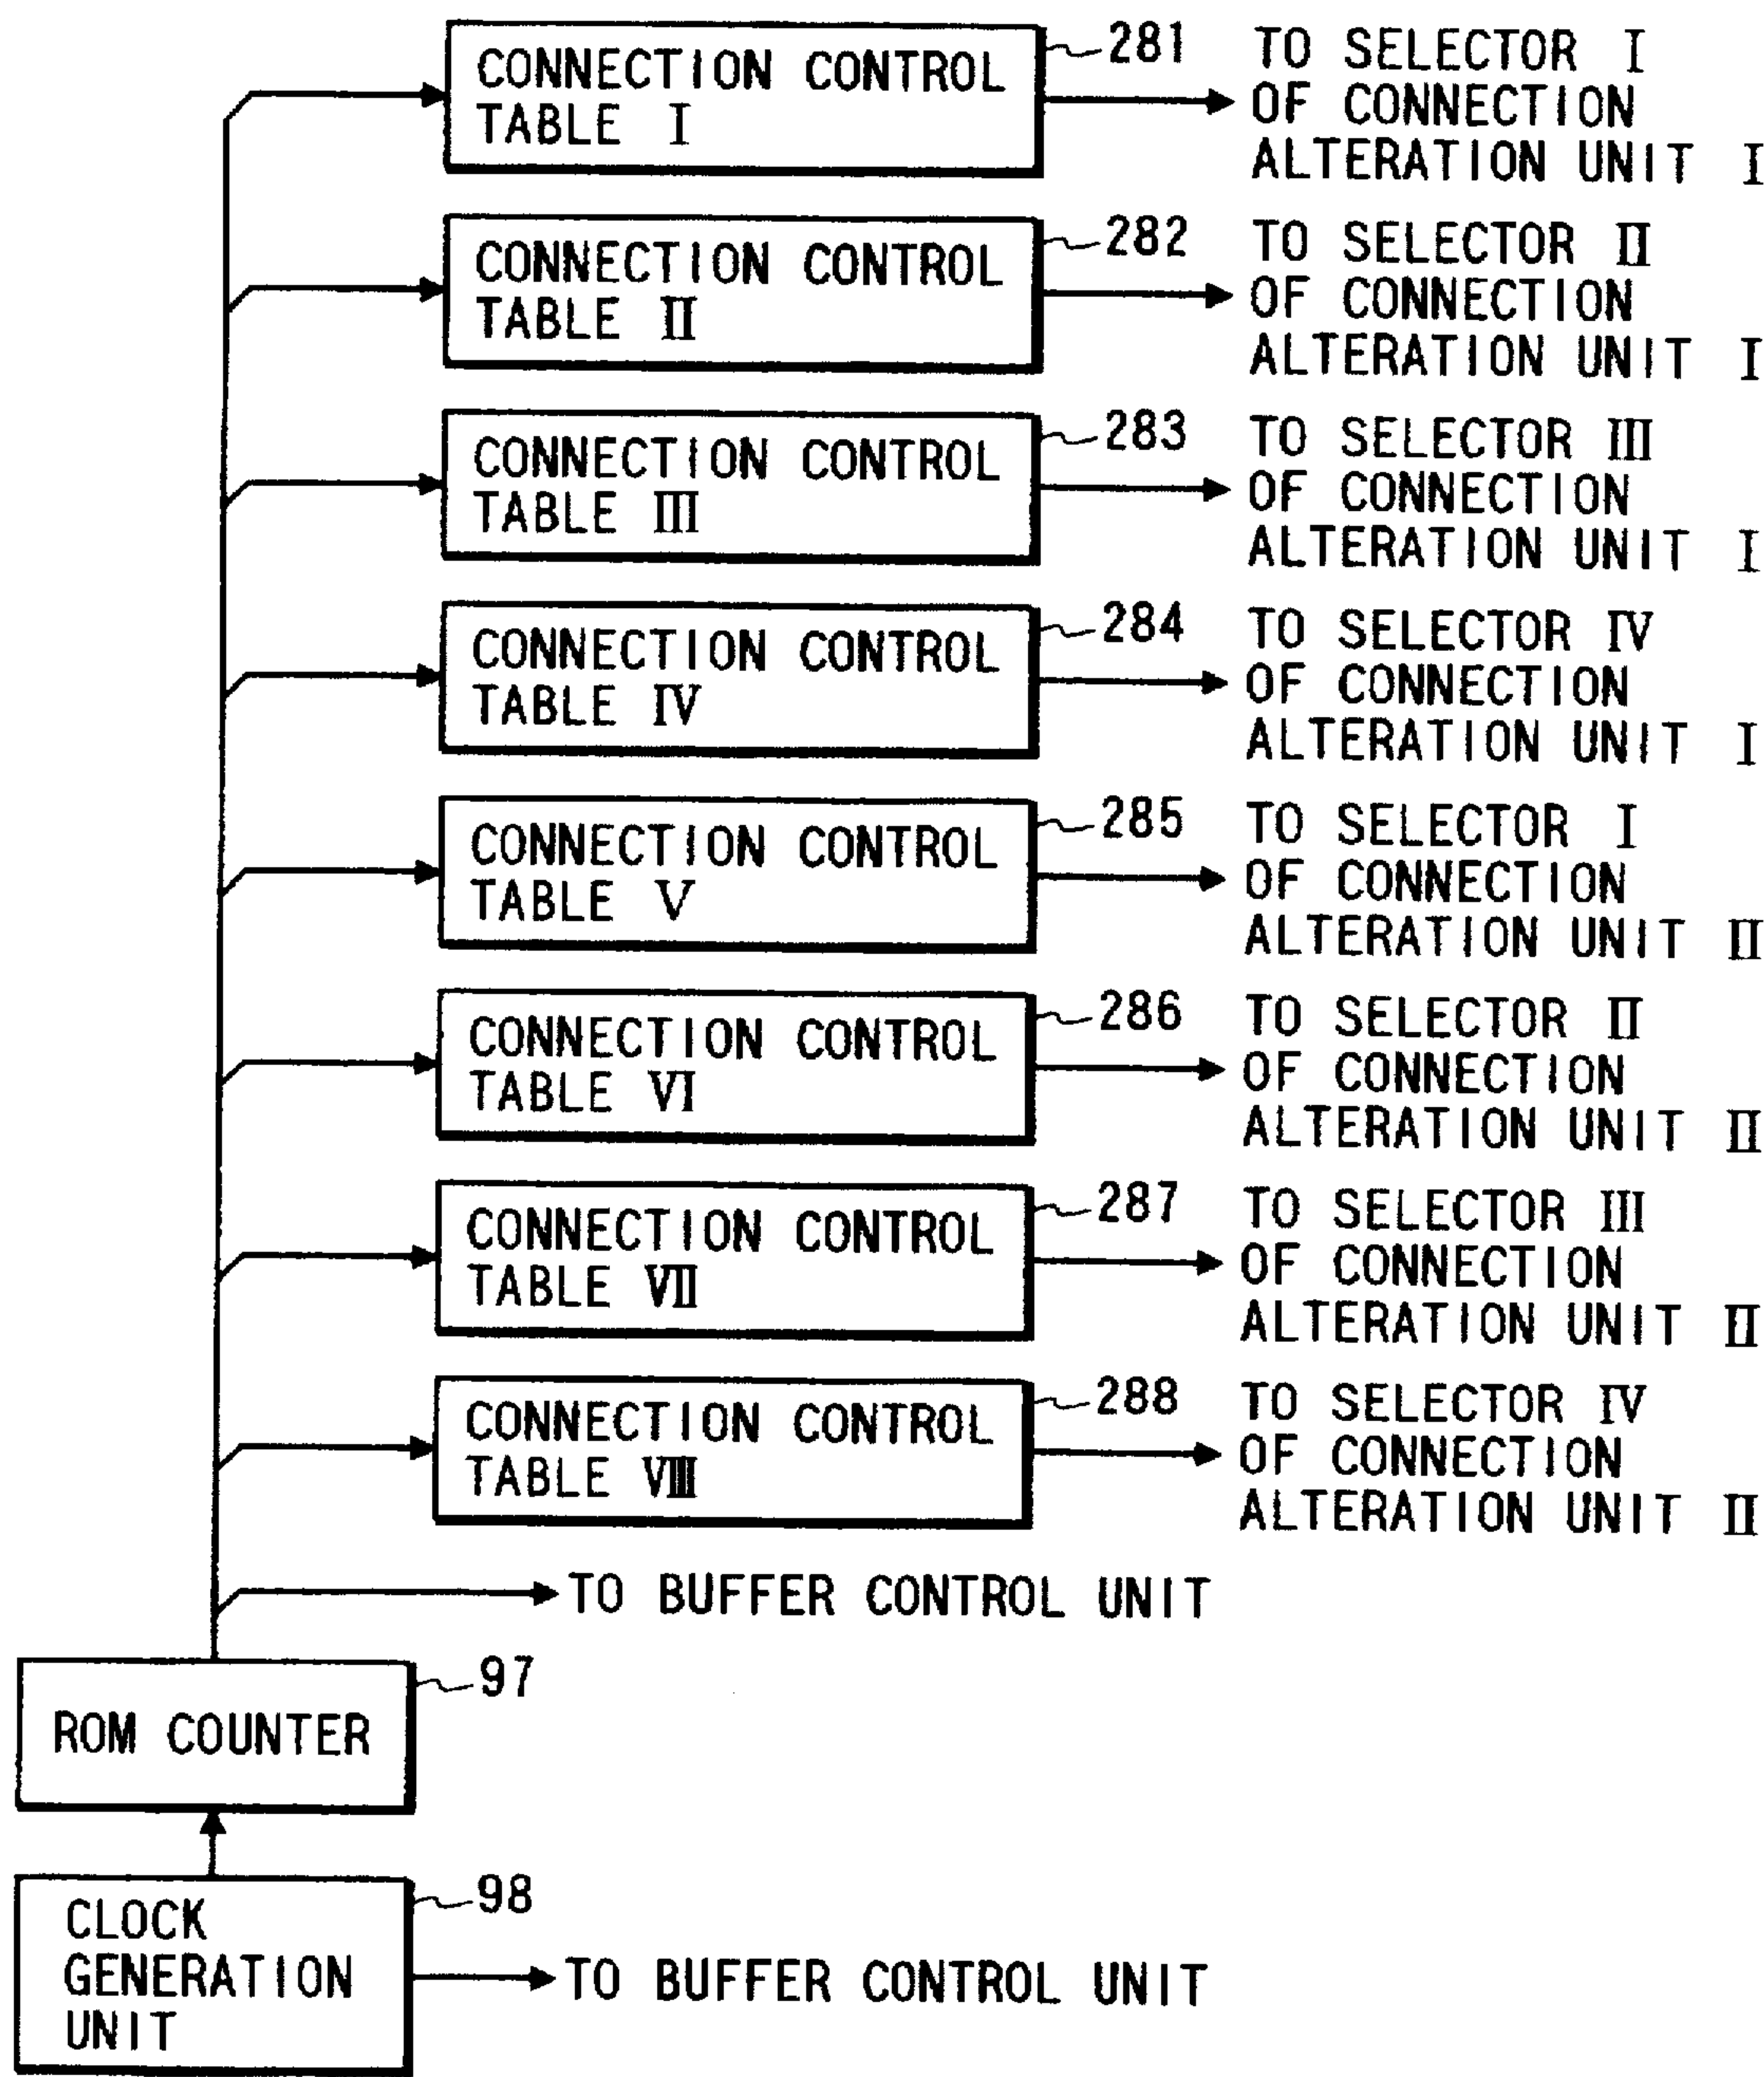 CONNECTION CONTROL
TABLE I
281
TO SELECTOR I
OF CONNECTION
ALTERATION UNIT I
CONNECTION CONTROL
TABLE II
282
TO SELECTOR II
OF CONNECTION
ALTERATION UNIT I
CONNECTION CONTROL
TABLE III
283
TO SELECTOR III
OF CONNECTION
ALTERATION UNIT I
CONNECTION CONTROL
TABLE IV
284
TO SELECTOR IV
OF CONNECTION
ALTERATION UNIT I
CONNECTION CONTROL
TABLE V
285
TO SELECTOR I
OF CONNECTION
ALTERATION UNIT II
CONNECTION CONTROL
TABLE VI
286
TO SELECTOR II
OF CONNECTION
ALTERATION UNIT II
CONNECTION CONTROL
TABLE VII
287
TO SELECTOR III
OF CONNECTION
ALTERATION UNIT II
CONNECTION CONTROL
TABLE VIII
288
TO SELECTOR IV
OF CONNECTION
ALTERATION UNIT II
TO BUFFER CONTROL UNIT
ROM COUNTER
97
CLOCK
GENERATION
UNIT
98
TO BUFFER CONTROL UNIT